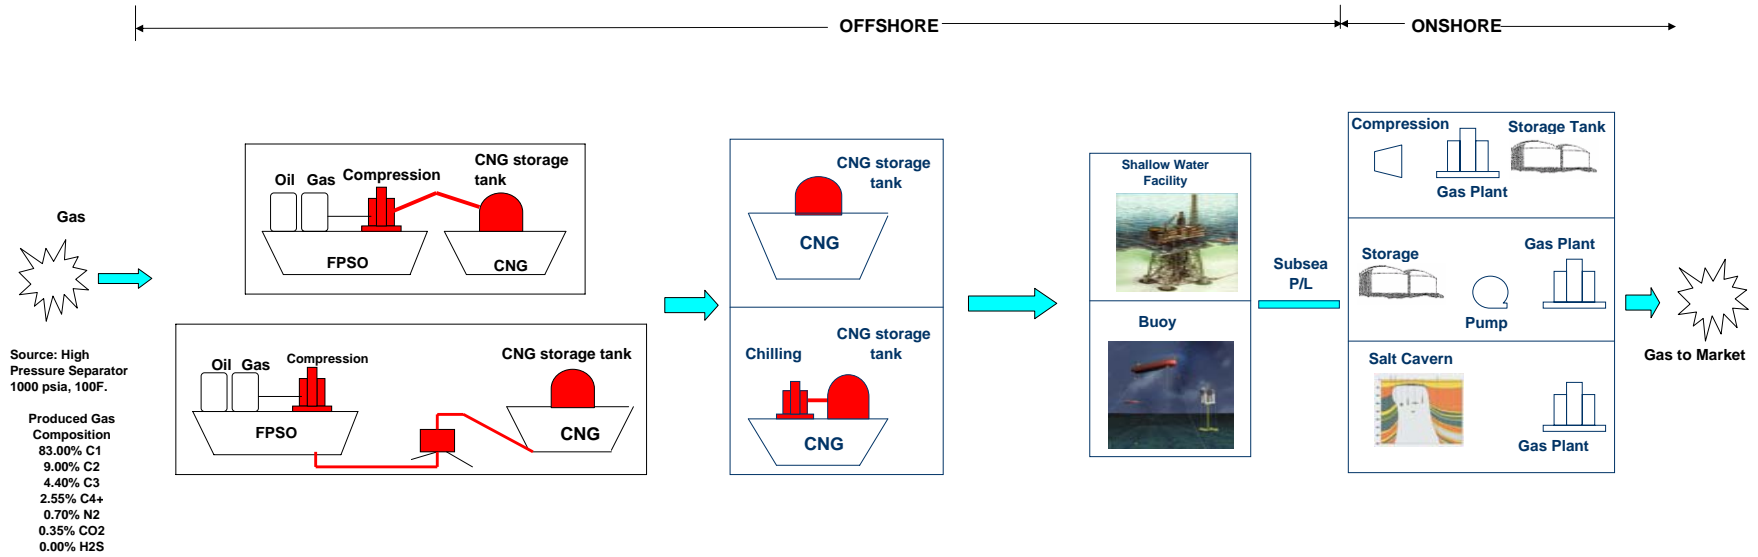 OFFSHORE
ONSHORE
Gas
Source: High
Pressure Separator
1000 psia, 100F.
Produced Gas
Composition
83.00% C1
9.00% C2
4.40% C3
2.55% C4+
0.70% N2
0.35% CO2
0.00% H2S
Oil Gas Compression
CNG storage
tank
FPSO
CNG
Oil Gas
Compression
CNG storage tank
FPSO
CNG
CNG storage
tank
CNG
Chilling
CNG storage
tank
CNG
Shallow Water
Facility
Buoy
Subsea
P/L
Compression
Storage Tank
Gas Plant
Storage
Gas Plant
Pump
Salt Cavern
Gas Plant
Gas to Market